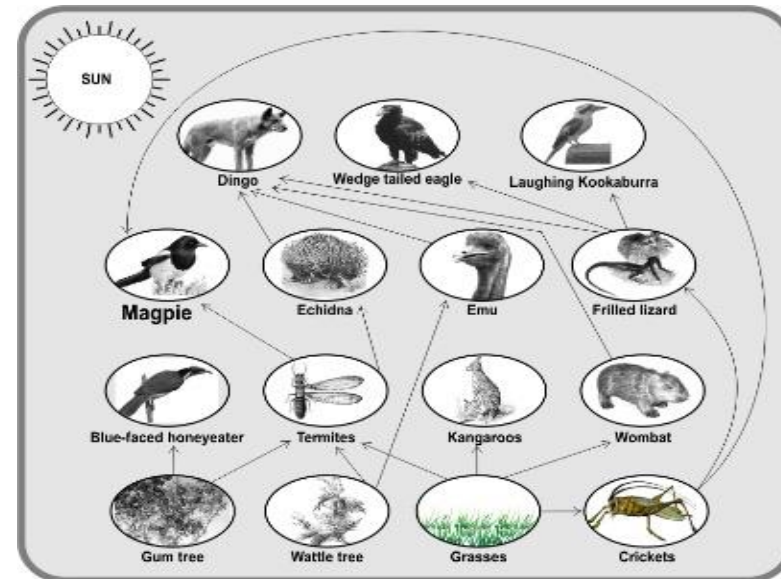 SUN
Dingo
Wedge tailed eagle
Laughing Kookaburra
Magpie
Echidna
Emu
Frilled lizard
Blue-faced honeyeater
Termites
Kangaroos
Wombat
Gum tree
Wattle tree
Grasses
Crickets